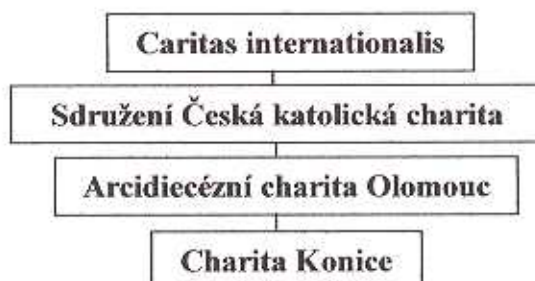 Caritas internationalis
Sdružení Česká katolická charita
Arcidiecézní charita Olomouc
Charita Konice